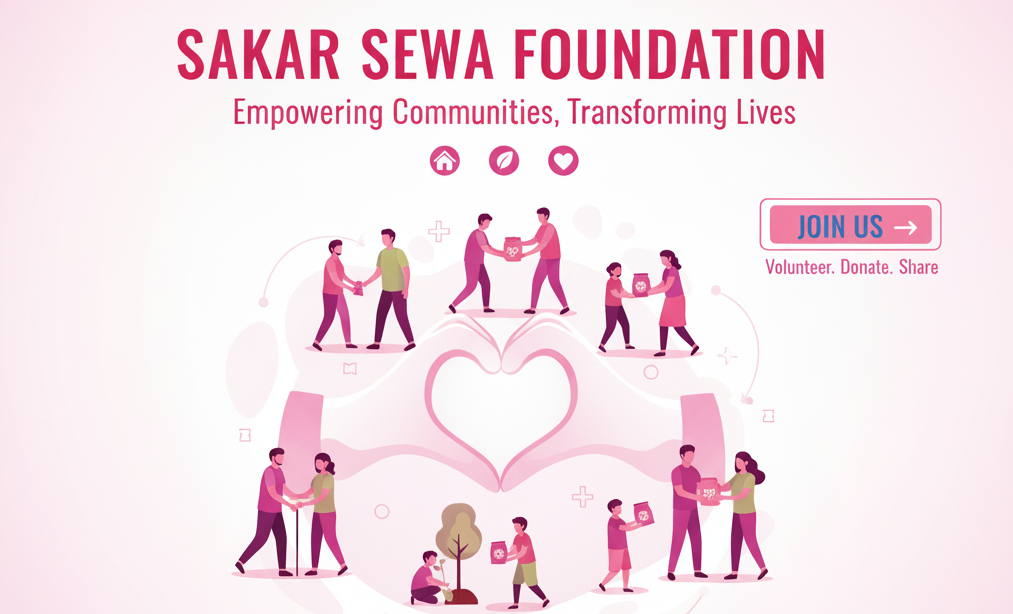 SAKAR SEWA FOUNDATION
Empowering Communities, Transforming Lives
JOIN US →
Volunteer. Donate. Share